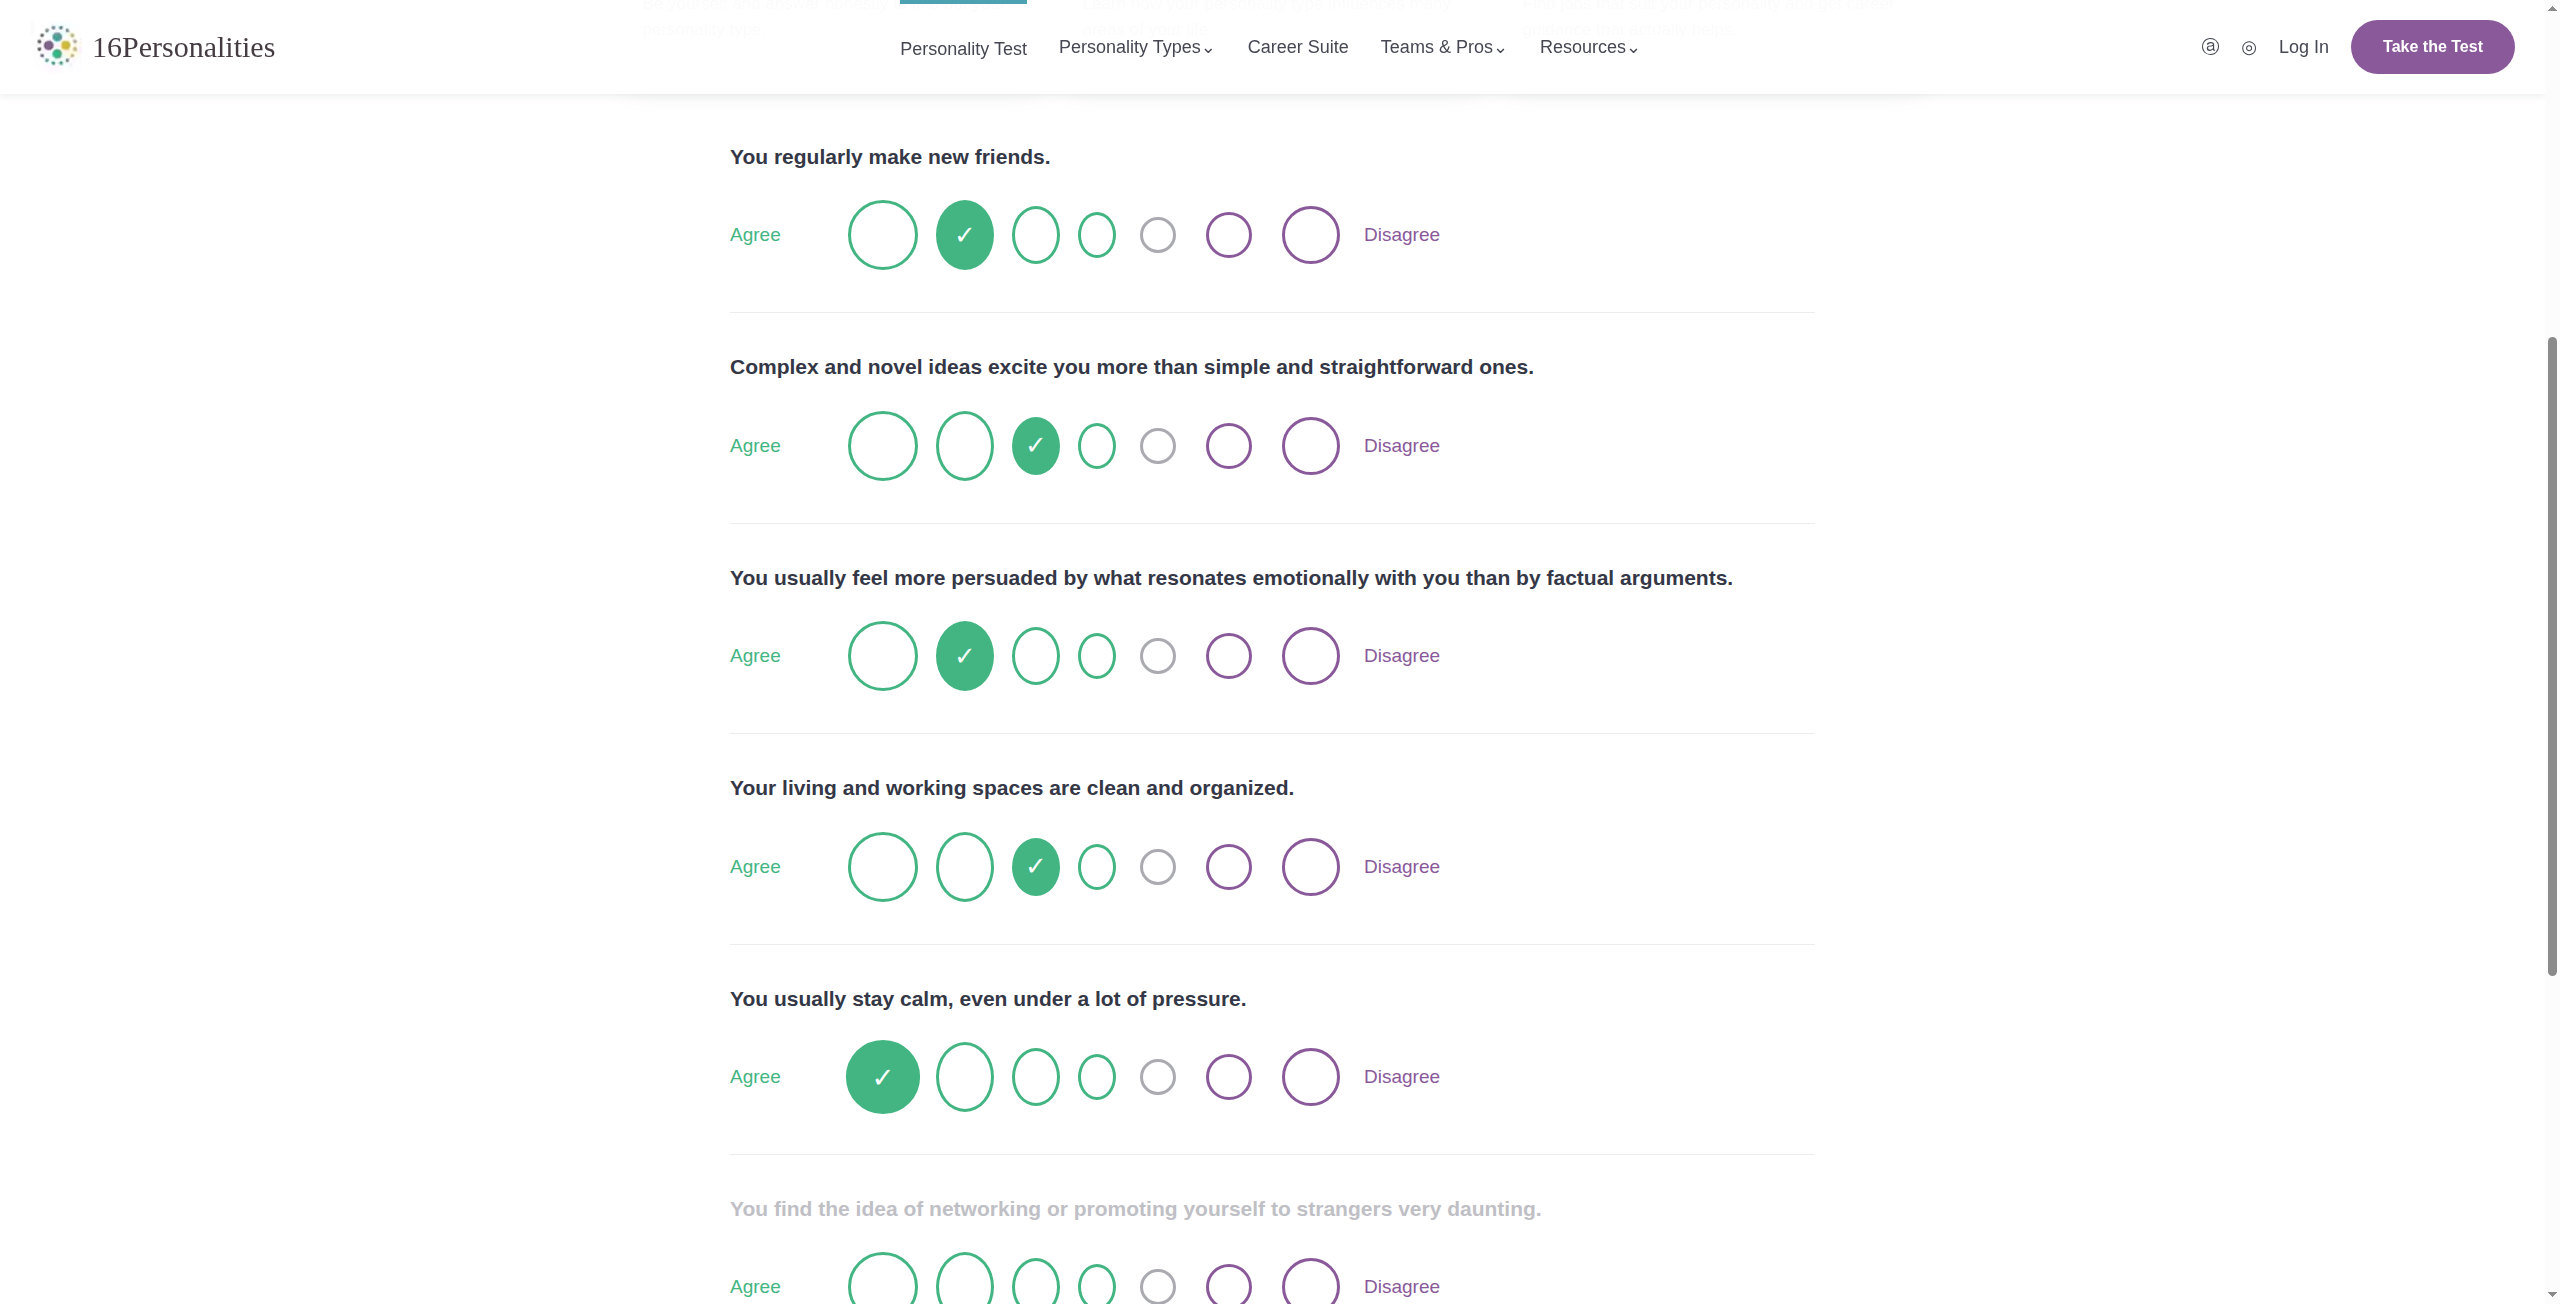 16Personalities
Personality Test
Personality Types
Career Suite
Teams & Pros
Resources
Log In
Take the Test
You regularly make new friends.
Agree
Disagree
Complex and novel ideas excite you more than simple and straightforward ones.
Agree
Disagree
You usually feel more persuaded by what resonates emotionally with you than by factual arguments.
Agree
Disagree
Your living and working spaces are clean and organized.
Agree
Disagree
You usually stay calm, even under a lot of pressure.
Agree
Disagree
You find the idea of networking or promoting yourself to strangers very daunting.
Agree
Disagree